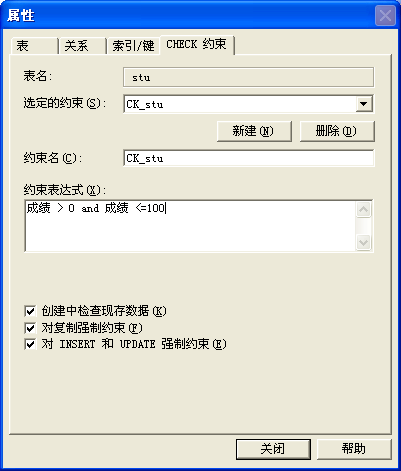 属性
表 关系 索引/键 CHECK 约束
表名: stu
选定的约束(S): CK_stu
新建(N) 删除(D)
约束名(C): CK_stu
约束表达式(X):
成绩 > 0 and 成绩 <=100
创建中检查现存数据(K)
对复制强制约束(F)
对 INSERT 和 UPDATE 强制约束(E)
关闭 帮助